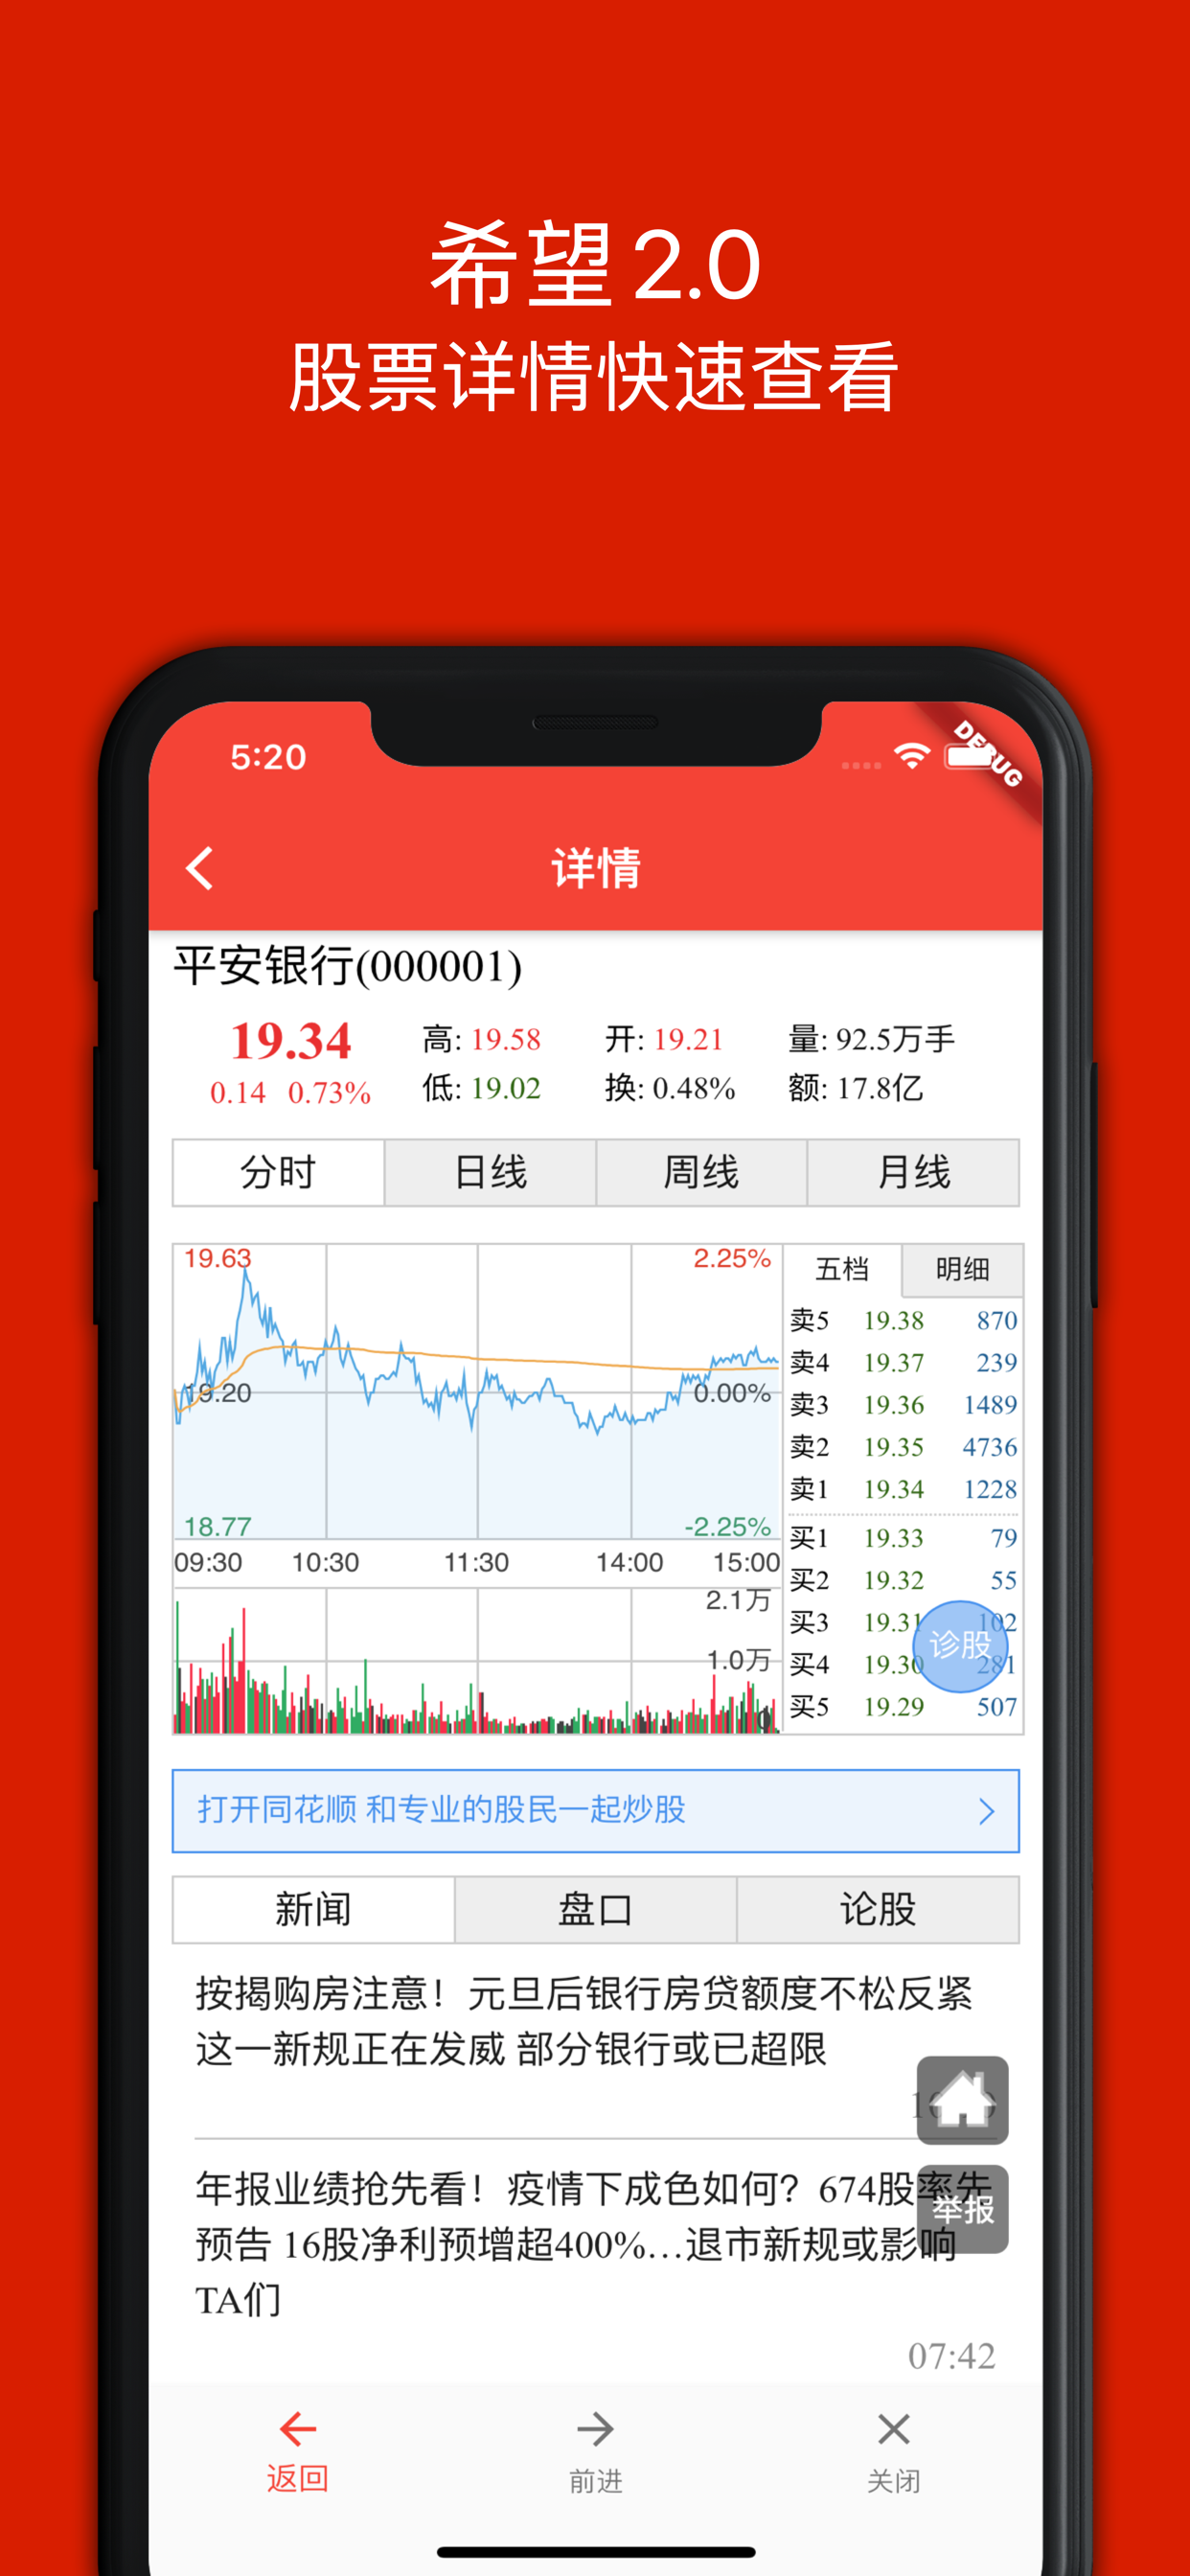 希望2.0
股票详情快速查看
5:20
DEBUG
详情
平安银行(000001)
19.34 高: 19.58 开: 19.21 量: 92.5万手
0.14 0.73% 低: 19.02 换: 0.48% 额: 17.8亿
分时 日线 周线 月线
19.63 2.25%
19.20 0.00%
18.77 -2.25%
09:30 10:30 11:30 14:00 15:00
2.1万
1.0万
0
五档 明细
卖5 19.38 870
卖4 19.37 239
卖3 19.36 1489
卖2 19.35 4736
卖1 19.34 1228
买1 19.33 79
买2 19.32 55
买3 19.31 102
买4 19.30 281
买5 19.29 507
诊股
打开同花顺 和专业的股民一起炒股
新闻 盘口 论股
按揭购房注意！元旦后银行房贷额度不松反紧
这一新规正在发威 部分银行或已超限
年报业绩抢先看！疫情下成色如何？674股率先
预告 16股净利预增超400%…退市新规或影响
TA们
举报
07:42
返回 前进 关闭